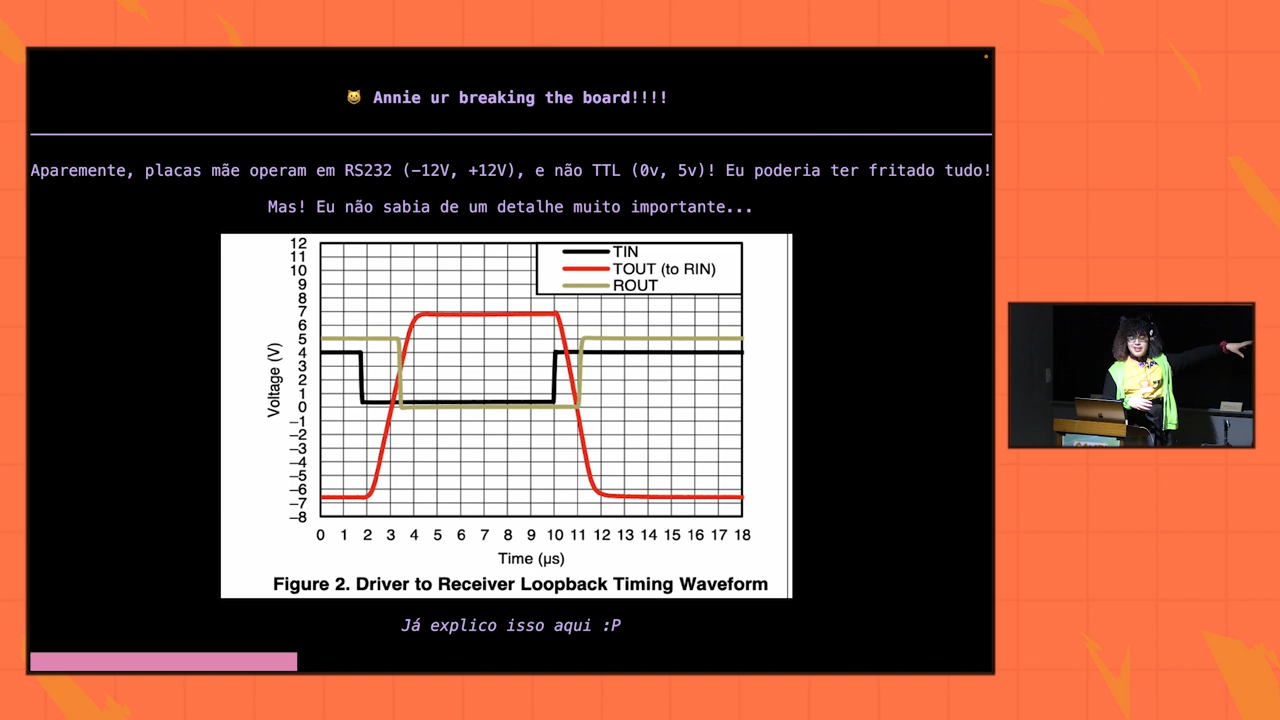 😺 Annie ur breaking the board!!!!
Aparemente, placas mãe operam em RS232 (−12V, +12V), e não TTL (0v, 5v)! Eu poderia ter fritado tudo!
Mas! Eu não sabia de um detalhe muito importante...
12
11
10
9
8
7
6
5
4
3
2
1
0
−1
−2
−3
−4
−5
−6
−7
−8
Voltage (V)
TIN
TOUT (to RIN)
ROUT
0 1 2 3 4 5 6 7 8 9 10 11 12 13 14 15 16 17 18
Time (μs)
Figure 2. Driver to Receiver Loopback Timing Waveform
Já explico isso aqui :P